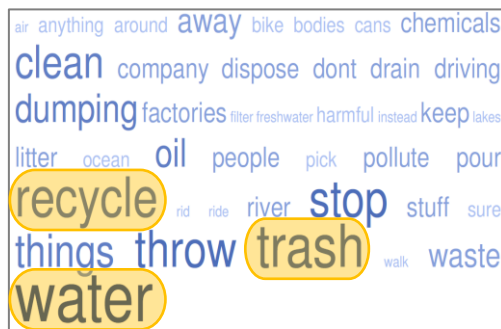 air anything around away bike bodies cans chemicals
clean company dispose dont drain driving
dumping factories filter freshwater harmful instead keep lakes
litter ocean oil people pick pollute pour
recycle rid ride river stop stuff sure
things throw trash walk waste
water